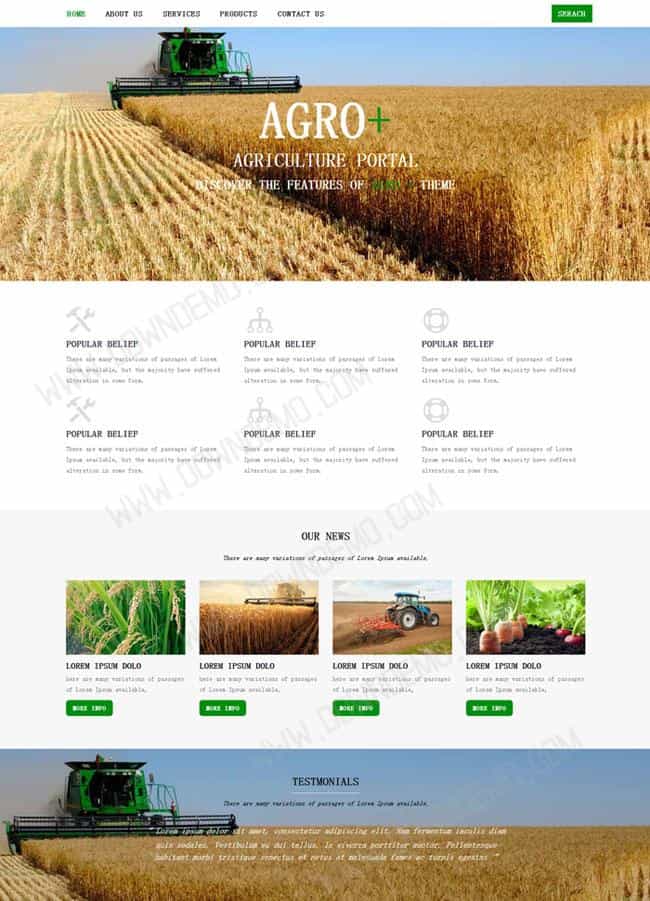 HOME ABOUT US SERVICES PRODUCTS CONTACT US SERACH
AGRO+
AGRICULTURE PORTAL
DISCOVER THE FEATURES OF AGRO + THEME
POPULAR BELIEF POPULAR BELIEF POPULAR BELIEF
There are many variations of passages of Lorem There are many variations of passages of Lorem There are many variations of passages of Lorem
Ipsum available, but the majority have suffered Ipsum available, but the majority have suffered Ipsum available, but the majority have suffered
alteration in some form. alteration in some form. alteration in some form.
POPULAR BELIEF POPULAR BELIEF POPULAR BELIEF
There are many variations of passages of Lorem There are many variations of passages of Lorem There are many variations of passages of Lorem
Ipsum available, but the majority have suffered Ipsum available, but the majority have suffered Ipsum available, but the majority have suffered
alteration in some form. alteration in some form. alteration in some form.
WWW.DOWNDEMO.COM
WWW.DOWNDEMO.COM
OUR NEWS
There are many variations of passages of Lorem Ipsum available,
LOREM IPSUM DOLO LOREM IPSUM DOLO LOREM IPSUM DOLO LOREM IPSUM DOLO
here are many variations of passages here are many variations of passages here are many variations of passages here are many variations of passages
of Lorem Ipsum available, of Lorem Ipsum available, of Lorem Ipsum available, of Lorem Ipsum available,
MORE INFO MORE INFO MORE INFO MORE INFO
WWW.DOWNDEMO.COM
WWW.DOWNDEMO.COM
TESTMONIALS
There are many variations of passages of Lorem Ipsum available,
" Lorem ipsum dolor sit amet, consectetur adipiscing elit. Nam fermentum iaculis diam
quis sodales. Vestibulum eu dui tellus. In viverra porttitor auctor. Pellentesque
habitant morbi tristique senectus et netus et malesuada fames ac turpis egestas "